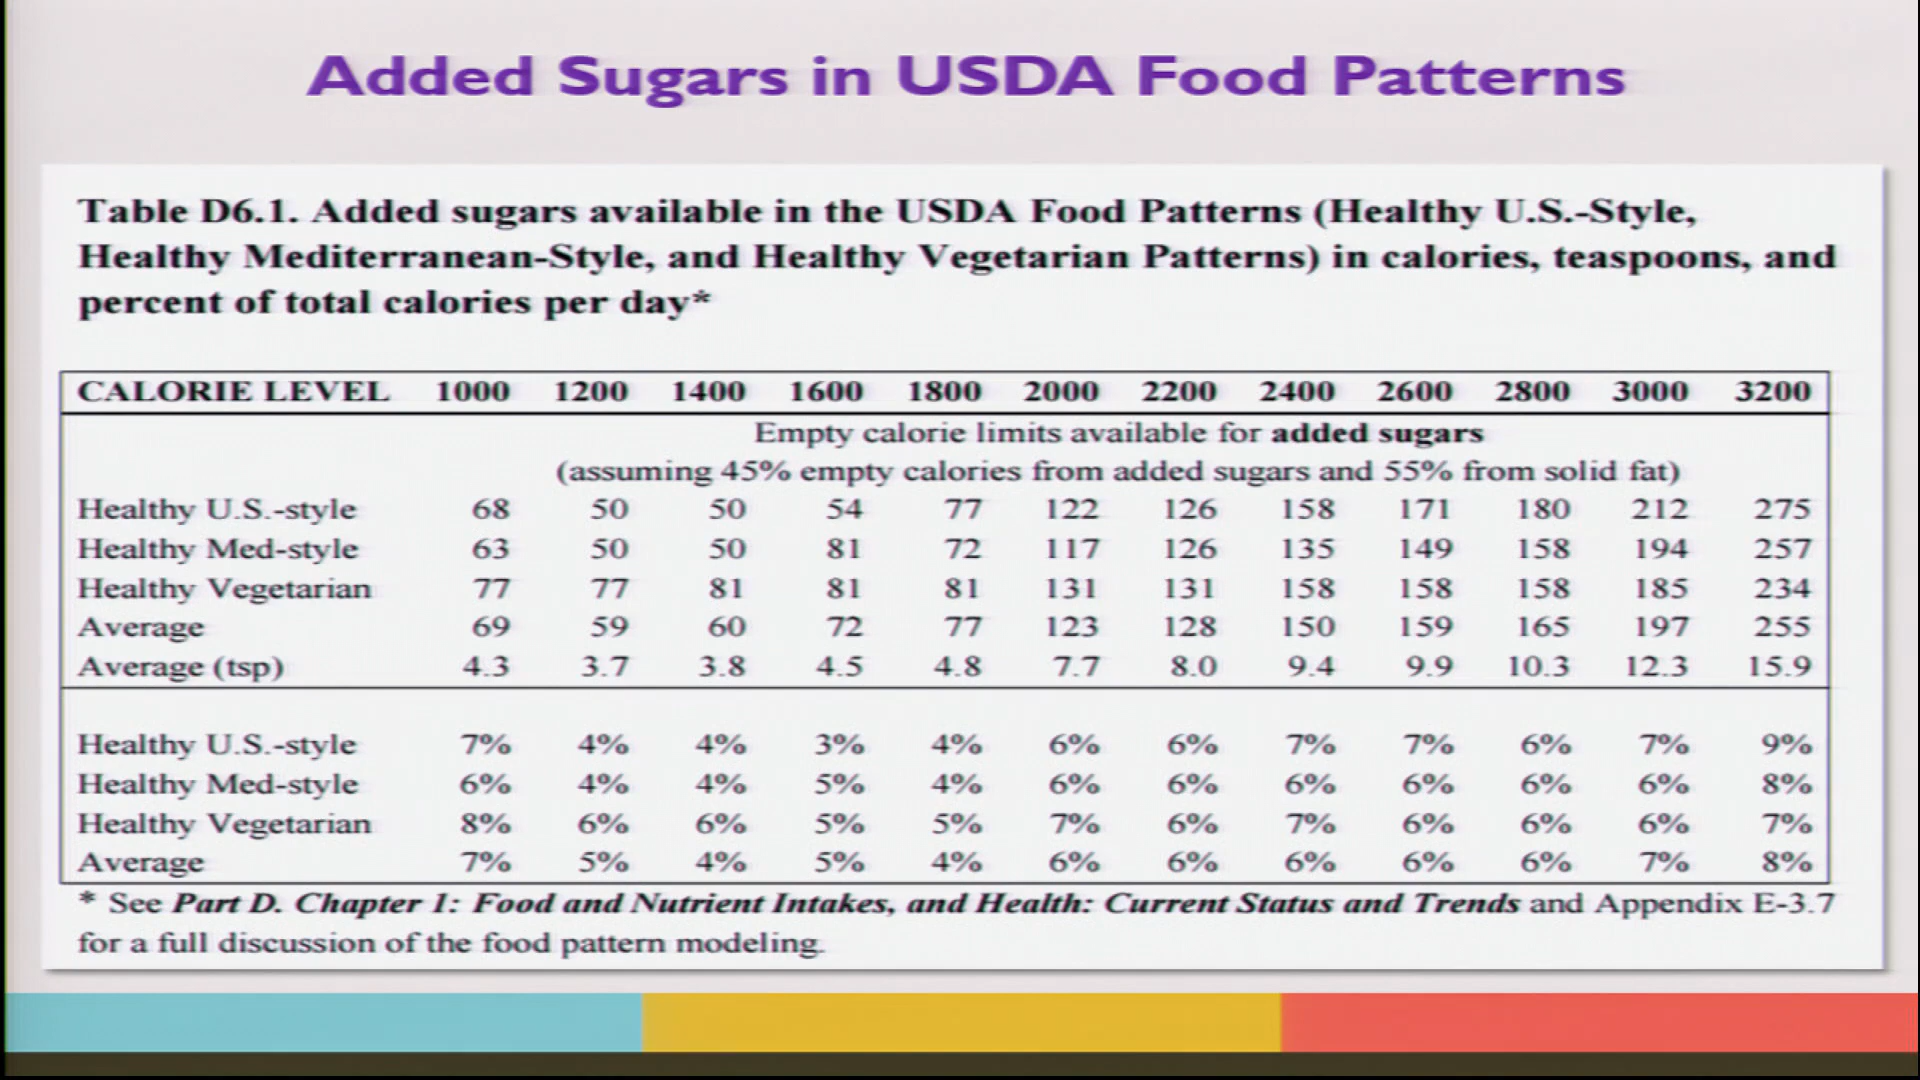 Added Sugars in USDA Food Patterns
Table D6.1. Added sugars available in the USDA Food Patterns (Healthy U.S.-Style,
Healthy Mediterranean-Style, and Healthy Vegetarian Patterns) in calories, teaspoons, and
percent of total calories per day*
CALORIE LEVEL 1000 1200 1400 1600 1800 2000 2200 2400 2600 2800 3000 3200
Empty calorie limits available for added sugars
(assuming 45% empty calories from added sugars and 55% from solid fat)
Healthy U.S.-style 68 50 50 54 77 122 126 158 171 180 212 275
Healthy Med-style 63 50 50 81 72 117 126 135 149 158 194 257
Healthy Vegetarian 77 77 81 81 81 131 131 158 158 158 185 234
Average 69 59 60 72 77 123 128 150 159 165 197 255
Average (tsp) 4.3 3.7 3.8 4.5 4.8 7.7 8.0 9.4 9.9 10.3 12.3 15.9
Healthy U.S.-style 7% 4% 4% 3% 4% 6% 6% 7% 7% 6% 7% 9%
Healthy Med-style 6% 4% 4% 5% 4% 6% 6% 6% 6% 6% 6% 8%
Healthy Vegetarian 8% 6% 6% 5% 5% 7% 6% 7% 6% 6% 6% 7%
Average 7% 5% 4% 5% 4% 6% 6% 6% 6% 6% 7% 8%
* See Part D. Chapter 1: Food and Nutrient Intakes, and Health: Current Status and Trends and Appendix E-3.7
for a full discussion of the food pattern modeling.